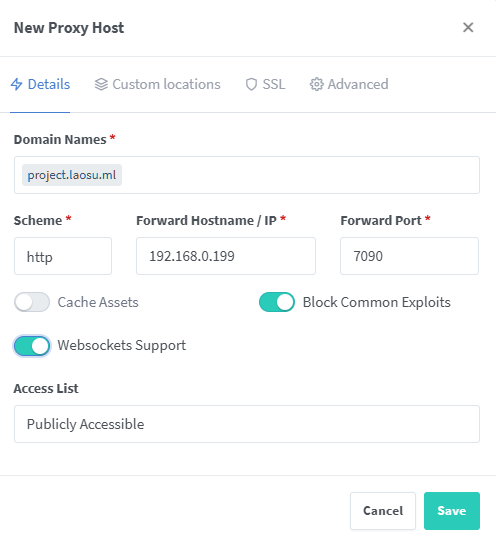 New Proxy Host
Details Custom locations SSL Advanced
Domain Names *
project.laosu.ml
Scheme * Forward Hostname / IP * Forward Port *
http 192.168.0.199 7090
Cache Assets Block Common Exploits
Websockets Support
Access List
Publicly Accessible
Cancel Save